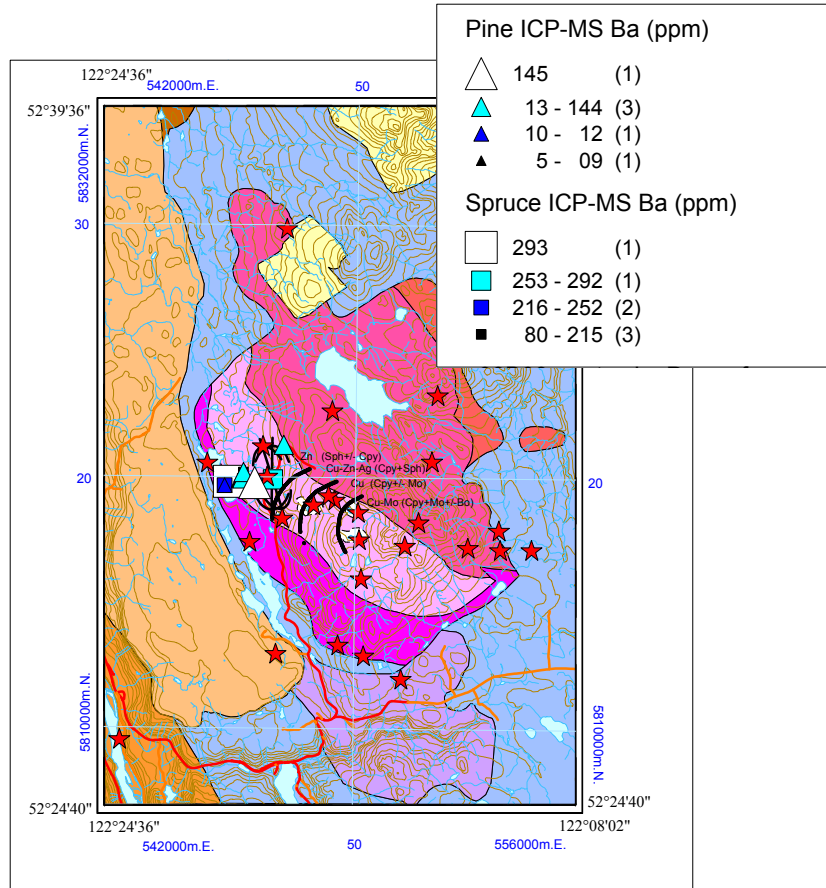 Pine ICP-MS Ba (ppm)
145 (1)
13 - 144 (3)
10 - 12 (1)
5 - 09 (1)
Spruce ICP-MS Ba (ppm)
293 (1)
253 - 292 (1)
216 - 252 (2)
80 - 215 (3)
122°24'36"
542000m.E.
50
52°39'36"
5832000m.N.
30
Zn (Sph+/- Cpy)
Cu-Zn-Ag (Cpy+Sph)
Cu (Cpy+/- Mo)
Cu-Mo (Cpy+Mo+/-Bo)
20
20
5810000m.N.
5810000m.N.
52°24'40"
52°24'40"
122°24'36"
122°08'02"
542000m.E.
50
556000m.E.